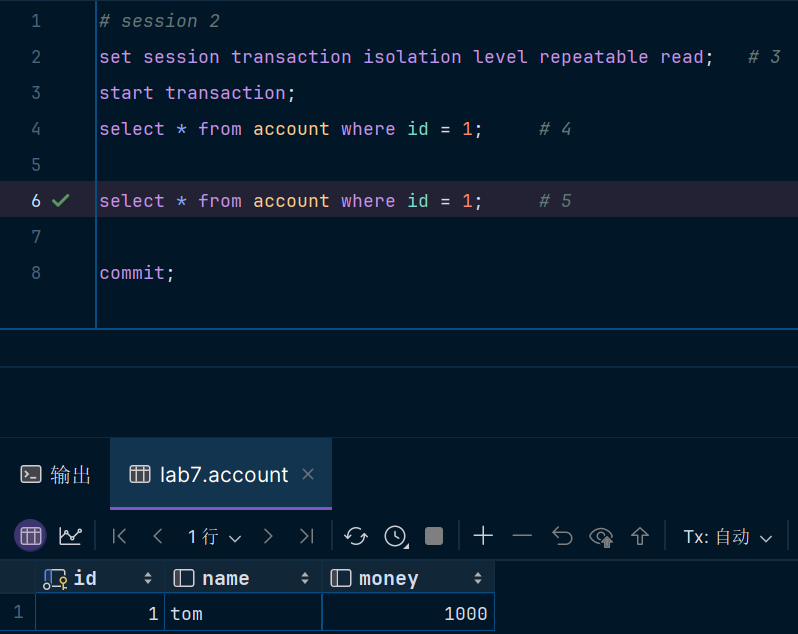 1 # session 2
2 set session transaction isolation level repeatable read; # 3
3 start transaction;
4 select * from account where id = 1; # 4
5
6 select * from account where id = 1; # 5
7
8 commit;
输出 lab7.account
1 行 Tx: 自动
id name money
1 1 tom 1000